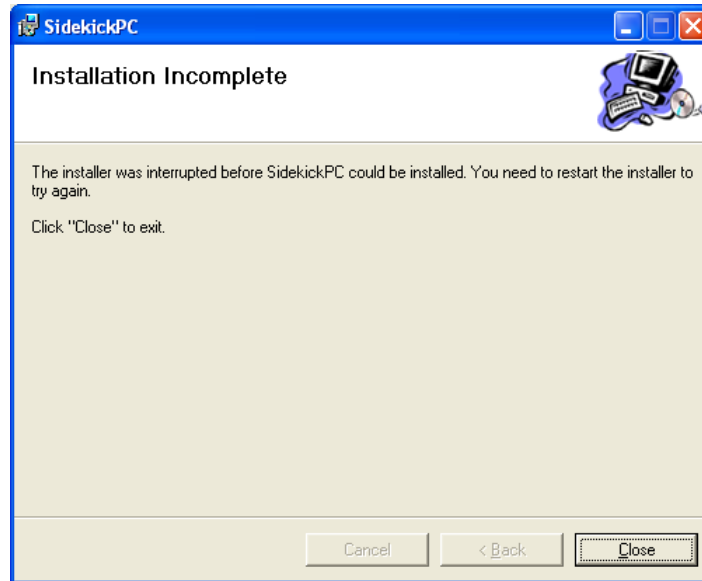 SidekickPC
Installation Incomplete
The installer was interrupted before SidekickPC could be installed. You need to restart the installer to
try again.
Click "Close" to exit.
Cancel
< Back
Close